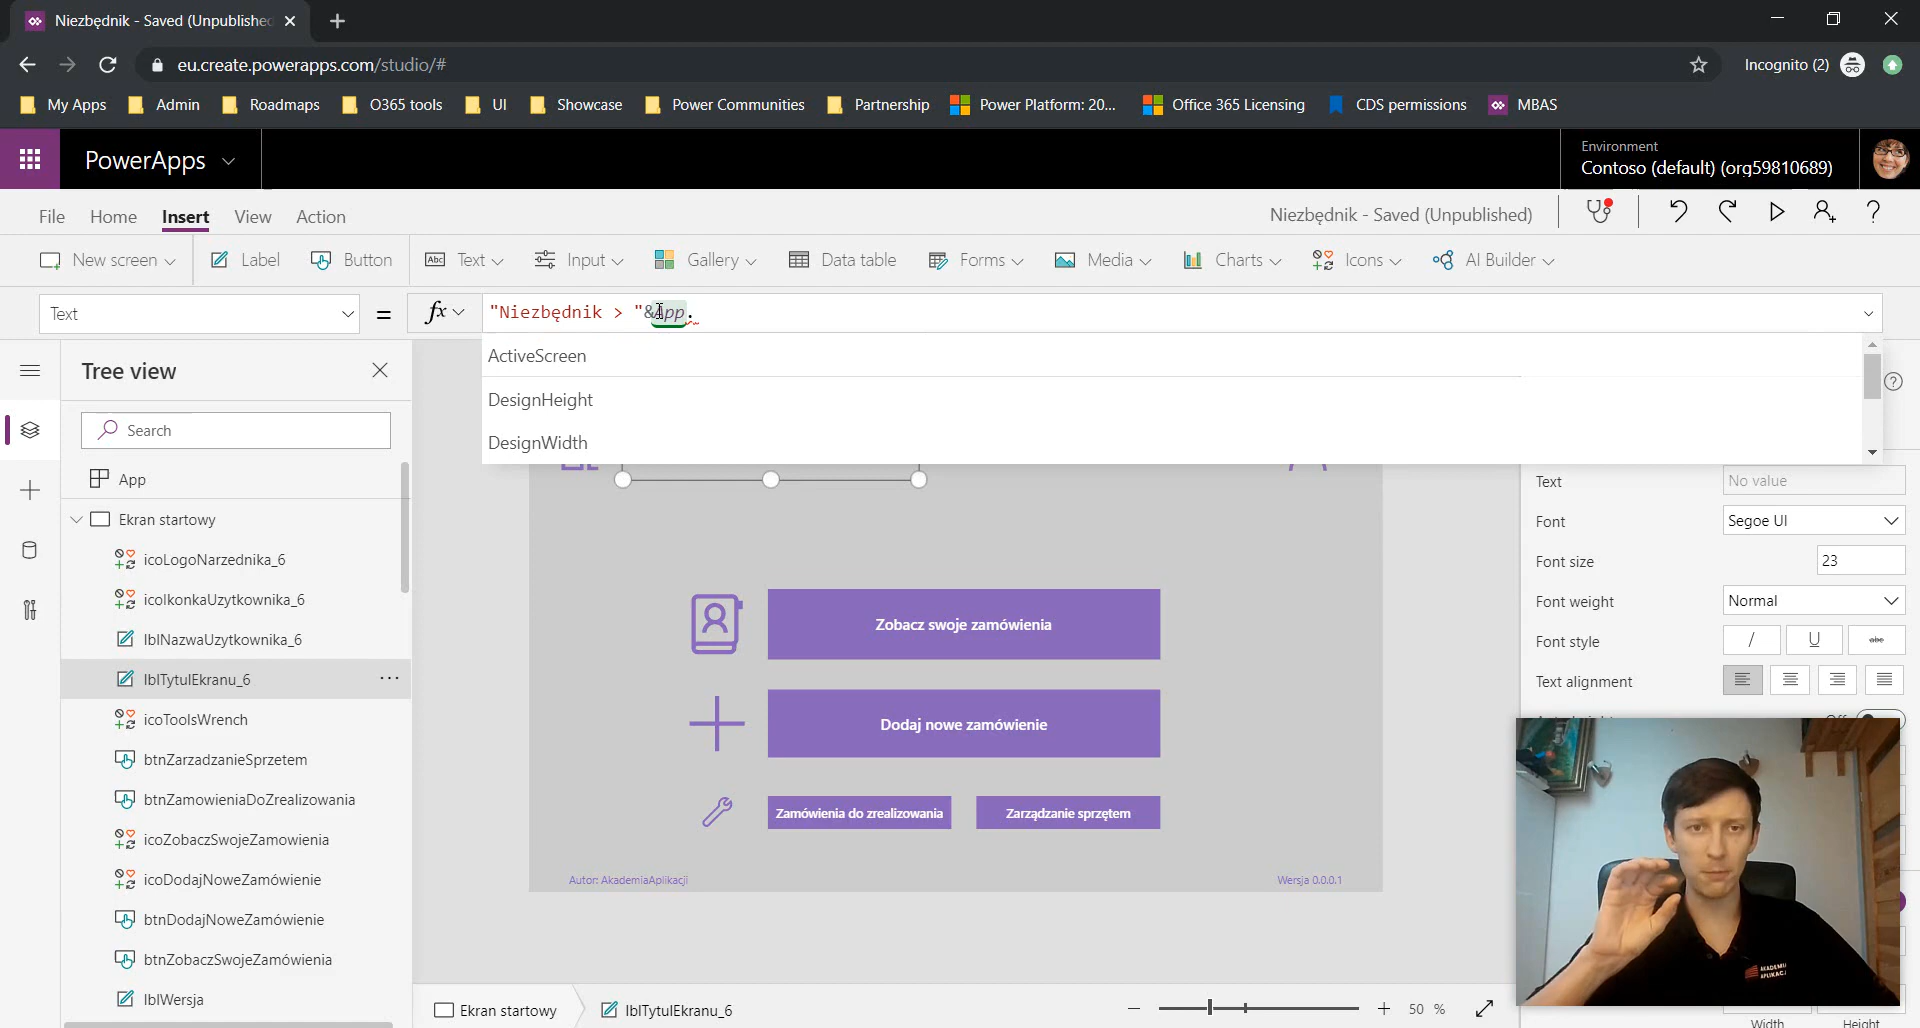 Niezbędnik - Saved (Unpublished
eu.create.powerapps.com/studio/#
Incognito (2)
My Apps
Admin
Roadmaps
O365 tools
UI
Showcase
Power Communities
Partnership
Power Platform: 20...
Office 365 Licensing
CDS permissions
MBAS
PowerApps
Environment
Contoso (default) (org59810689)
File
Home
Insert
View
Action
Niezbędnik - Saved (Unpublished)
New screen
Label
Button
Abc
Text
Input
Gallery
Data table
Forms
Media
Charts
Icons
AI Builder
Text
=
fx
"Niezbędnik > "&App.
ActiveScreen
DesignHeight
DesignWidth
Tree view
Search
App
Ekran startowy
icoLogoNarzednika_6
icoIkonkaUzytkownika_6
lblNazwaUzytkownika_6
lblTytulEkranu_6
icoToolsWrench
btnZarzadzanieSprzetem
btnZamowieniaDoZrealizowania
icoZobaczSwojeZamowienia
icoDodajNoweZamówienie
btnDodajNoweZamówienie
btnZobaczSwojeZamówienia
lblWersja
Zobacz swoje zamówienia
Dodaj nowe zamówienie
Zamówienia do zrealizowania
Zarządzanie sprzętem
Autor: AkademiaAplikacji
Wersja 0.0.0.1
Text
No value
Font
Segoe UI
Font size
23
Font weight
Normal
Font style
/
U
abc
Text alignment
AKADEMIA
APLIKACJI
Width
Height
Ekran startowy
lblTytulEkranu_6
50 %